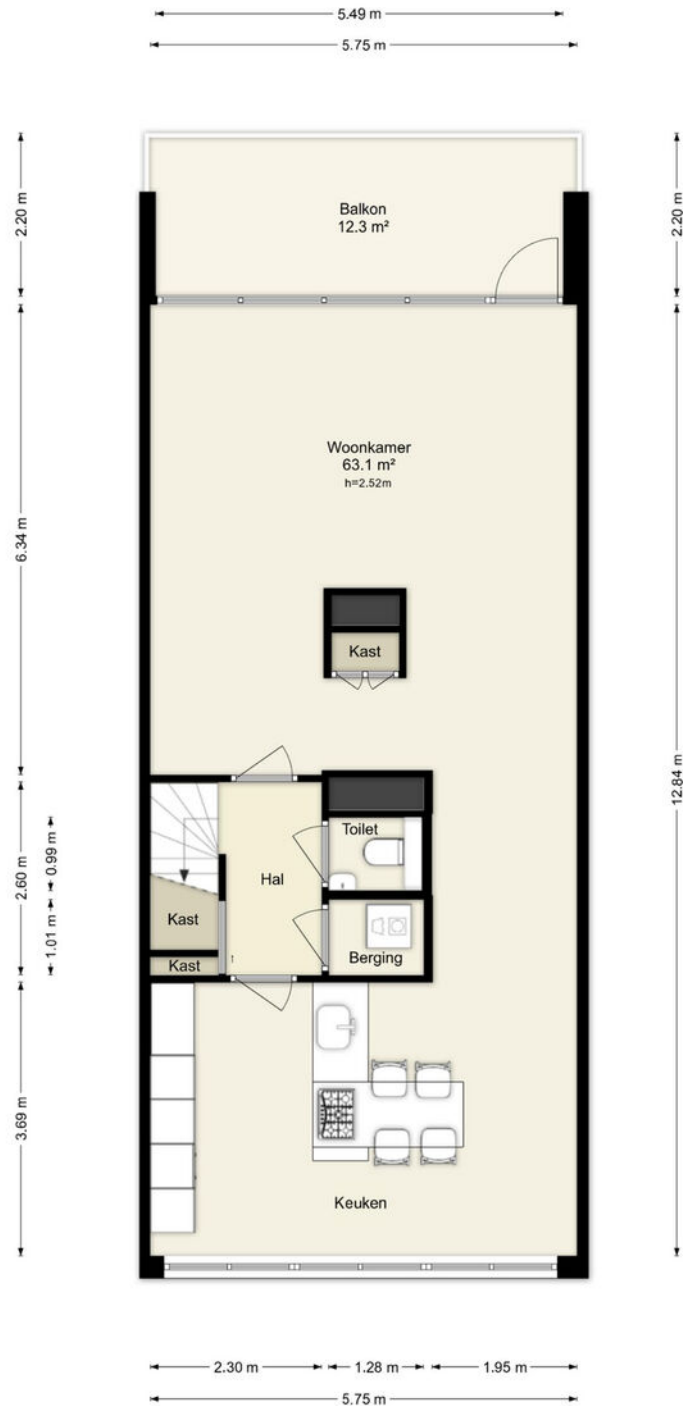 5.49 m
5.75 m
2.20 m
2.20 m
Balkon
12.3 m²
6.34 m
Woonkamer
63.1 m²
h=2.52m
Kast
12.84 m
2.60 m
0.99 m
1.01 m
Toilet
Hal
Kast
Kast
Berging
3.69 m
Keuken
2.30 m
1.28 m
1.95 m
5.75 m